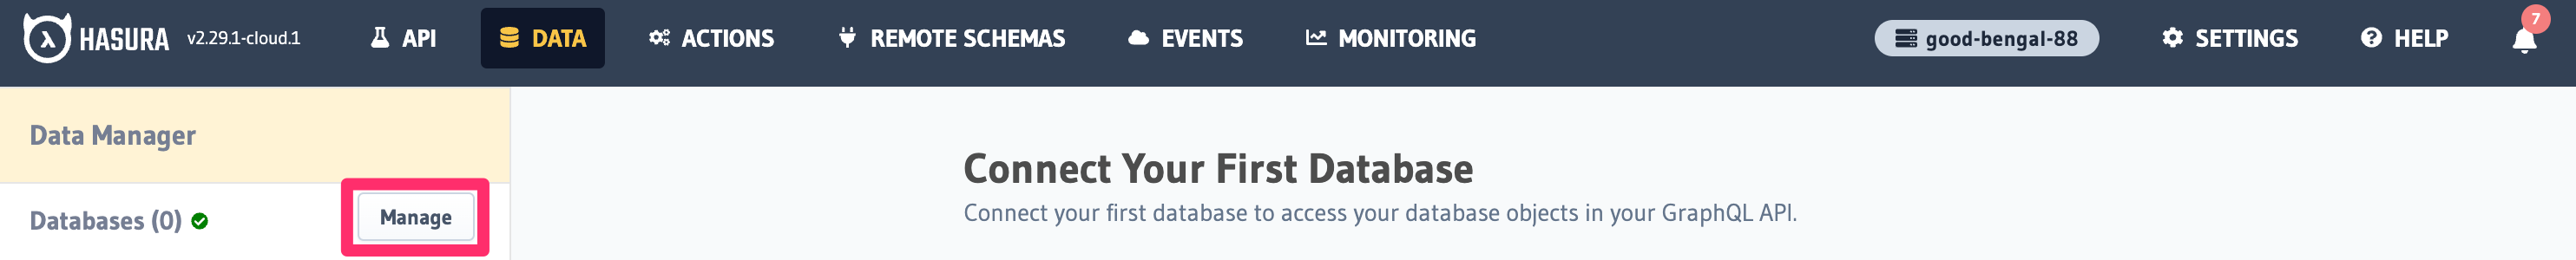 HASURA v2.29.1-cloud.1 API DATA ACTIONS REMOTE SCHEMAS EVENTS MONITORING good-bengal-88 SETTINGS HELP 7
Data Manager
Connect Your First Database
Databases (0) Manage
Connect your first database to access your database objects in your GraphQL API.